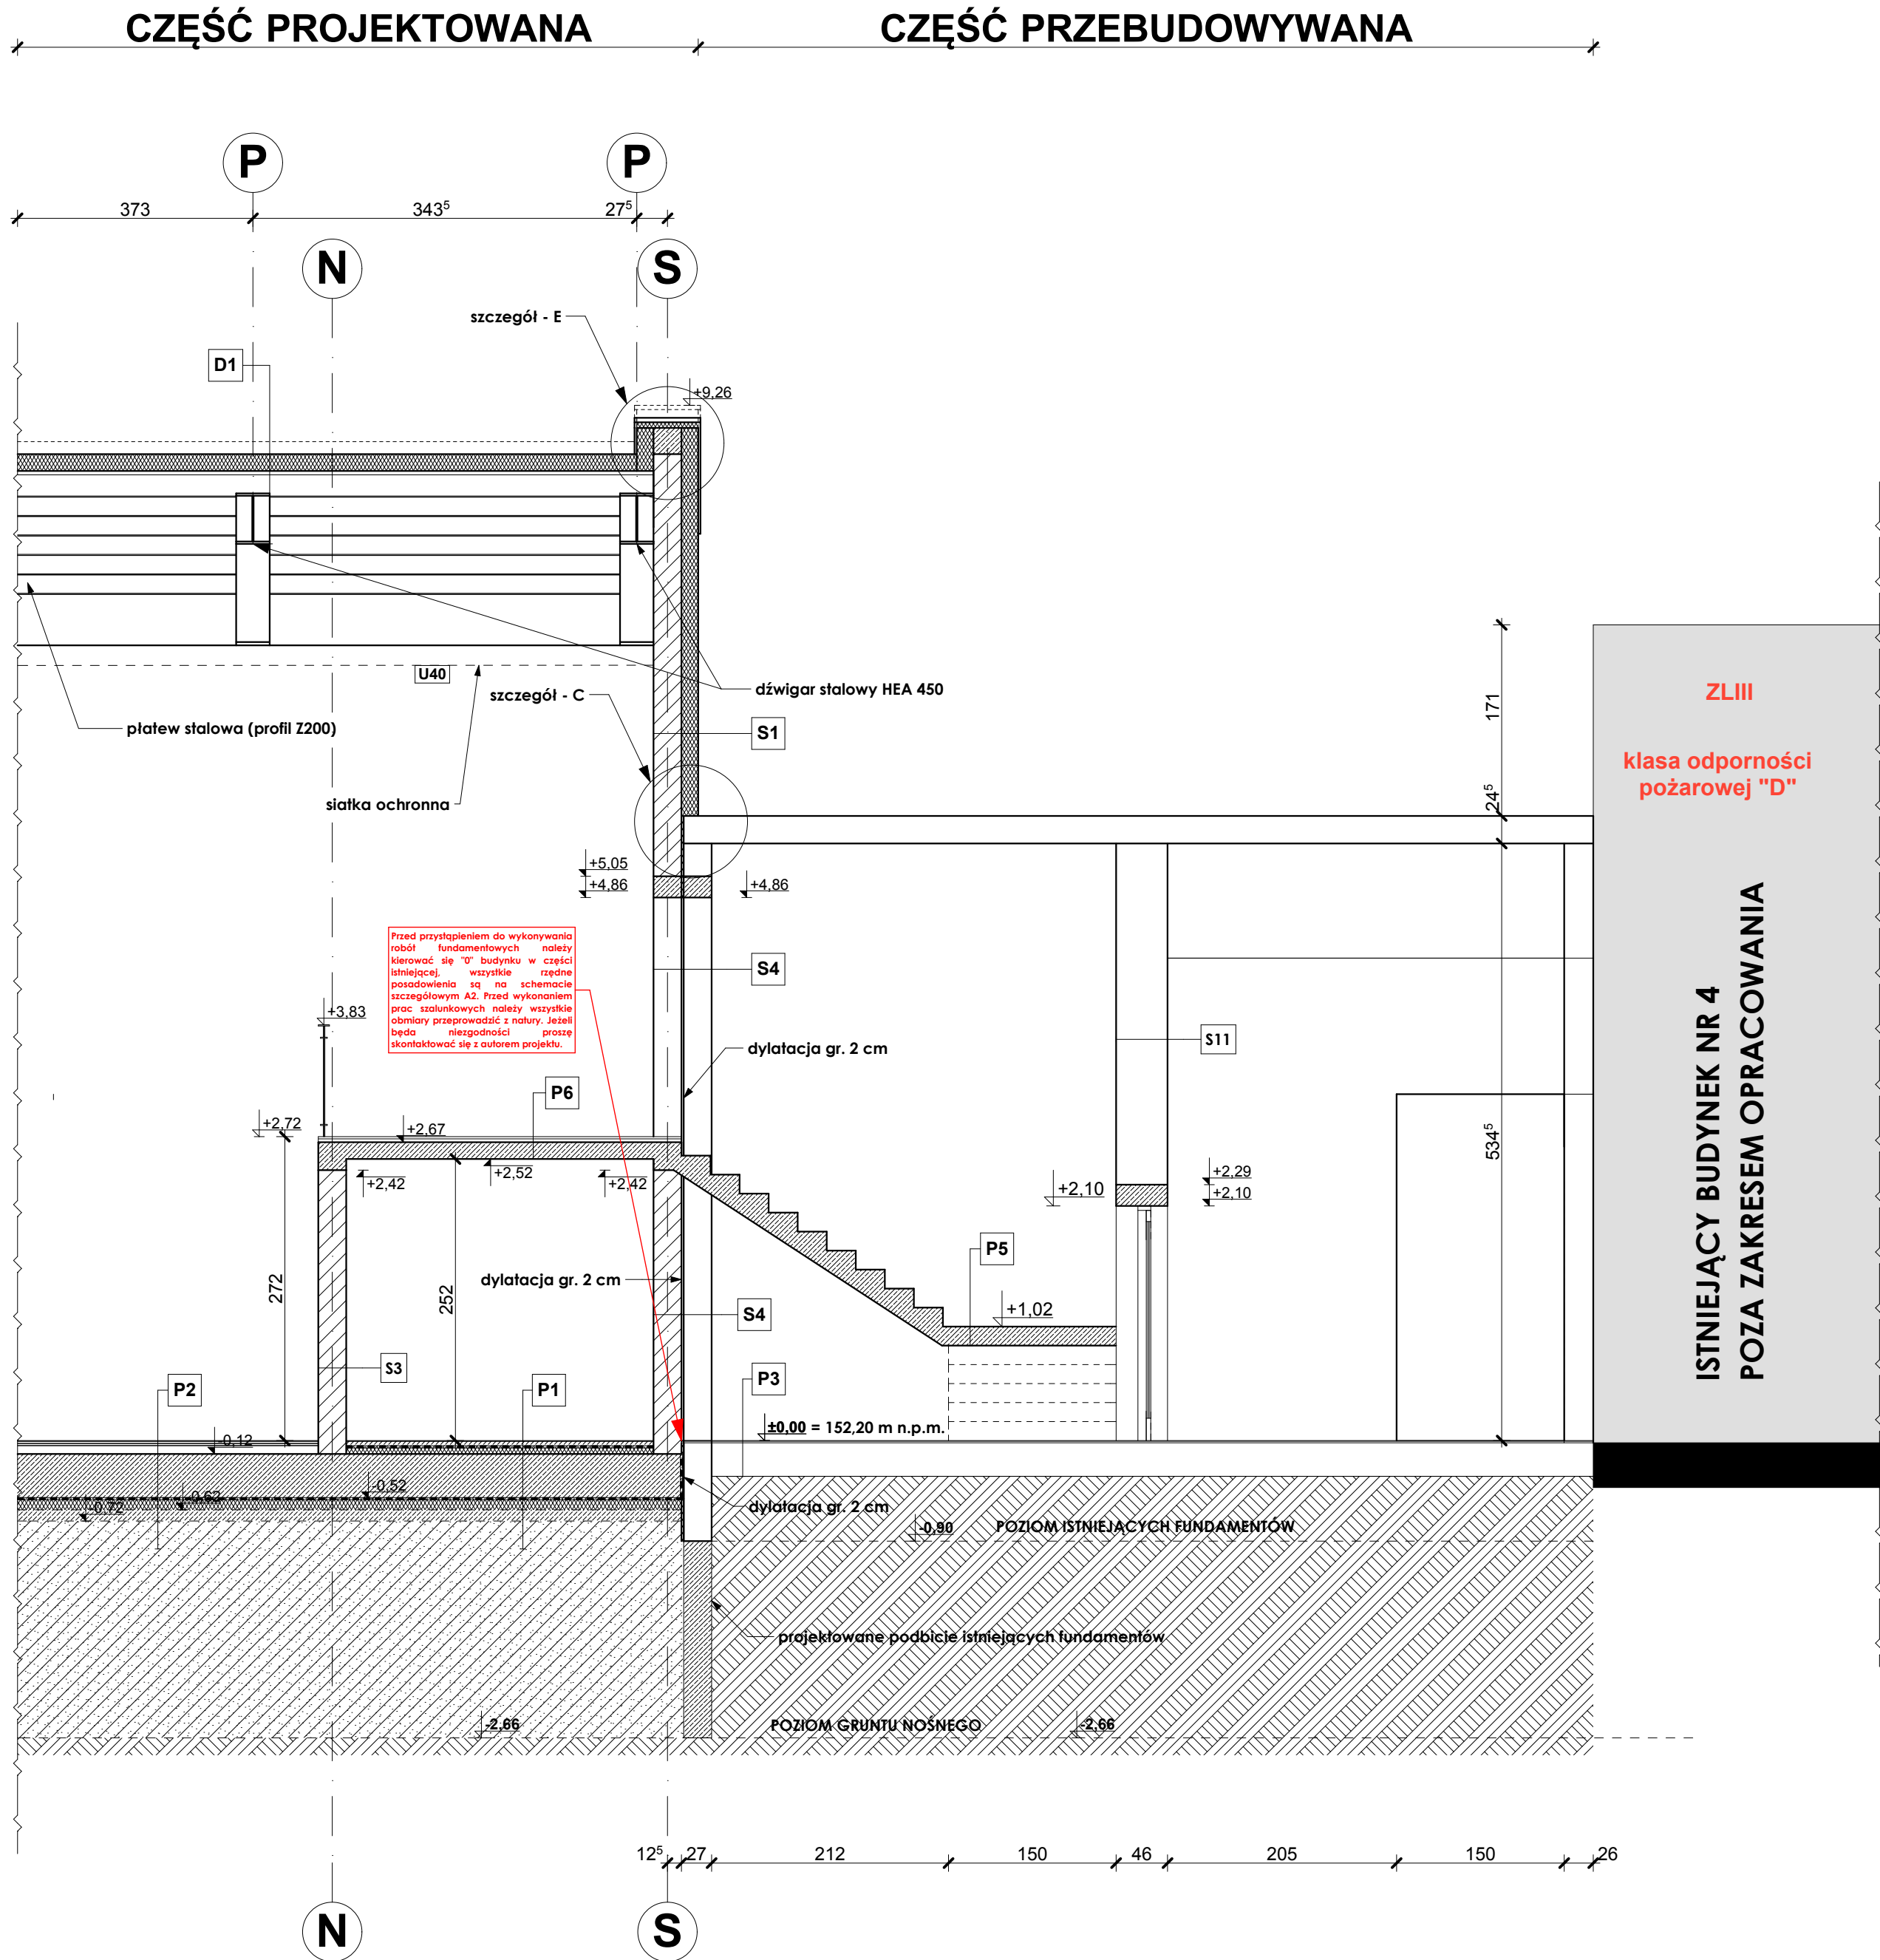 CZĘŚĆ PROJEKTOWANA
CZĘŚĆ PRZEBUDOWYWANA
P
P
373
343⁵
27⁵
N
S
szczegół - E
D1
+9,26
U40
szczegół - C
dźwigar stalowy HEA 450
płatew stalowa (profil Z200)
S1
siatka ochronna
171
24⁵
ZLIII
klasa odporności
pożarowej "D"
+5,05
+4,86
+4,86
Przed przystąpieniem do wykonywania
robót fundamentowych należy
kierować się "0" budynku w części
istniejącej, wszystkie rzędne
posadowienia są na schemacie
szczegółowym A2. Przed wykonaniem
prac szalunkowych należy wszystkie
obmiary przeprowadzić z natury. Jeżeli
będa niezgodności proszę
skontaktować się z autorem projektu.
S4
+3,83
dylatacja gr. 2 cm
S11
P6
+2,72
+2,67
+2,52
+2,42
+2,42
+2,10
+2,29
+2,10
534⁵
ISTNIEJĄCY BUDYNEK NR 4
POZA ZAKRESEM OPRACOWANIA
P5
272
252
dylatacja gr. 2 cm
S4
+1,02
S3
P3
P2
P1
±0,00 = 152,20 m n.p.m.
-0,12
-0,52
-0,62
-0,72
dylatacja gr. 2 cm
-0,90
POZIOM ISTNIEJĄCYCH FUNDAMENTÓW
projektowane podbicie istniejących fundamentów
-2,66
POZIOM GRUNTU NOŚNEGO
-2,66
12⁵
27
212
150
46
205
150
26
N
S